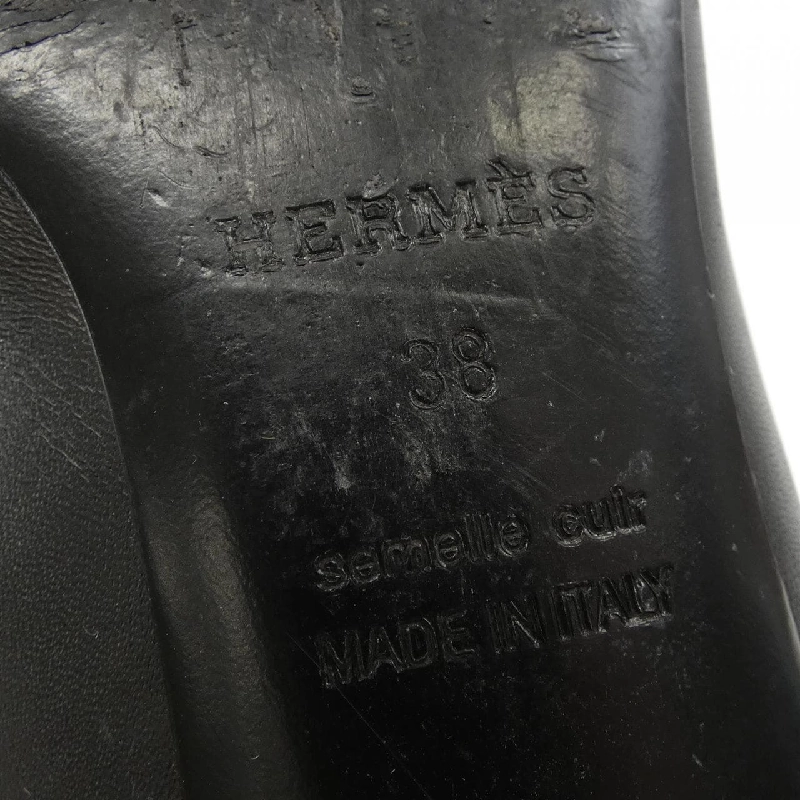 HERMÈS
38
semelle cuir
MADE IN ITALY